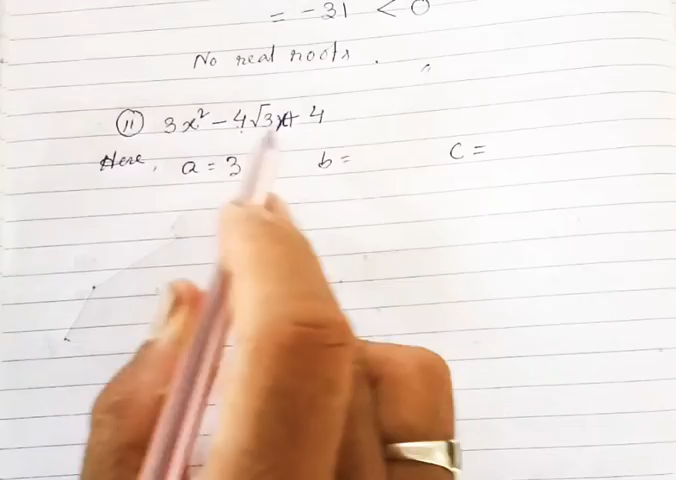 = -31 < 0
No real roots.
(ii) 3x² - 4√3x + 4
Here, a = 3 b = c =